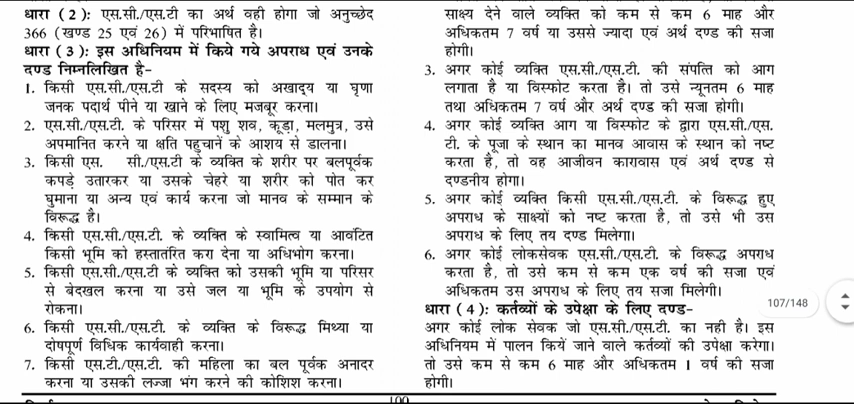 धारा ( 2 ): एस.सी./एस.टी का अर्थ वही होगा जो अनुच्छेद
366 (खण्ड 25 एवं 26) में परिभाषित है।
धारा ( 3 ): इस अधिनियम में किये गये अपराध एवं उनके
दण्ड निम्नलिखित है-
1. किसी एस.सी./एस.टी के सदस्य को अखाद्य या घृणा
जनक पदार्थ पीने या खाने के लिए मजबूर करना।
2. एस.सी./एस.टी. के परिसर में पशु शव, कूड़ा, मलमुत्र, उसे
अपमानित करने या क्षति पहुचानें के आशय से डालना।
3. किसी एस. सी./एस.टी के व्यक्ति के शरीर पर बलपूर्वक
कपड़े उतारकर या उसके चेहरे या शरीर को पोत कर
घुमाना या अन्य एवं कार्य करना जो मानव के सम्मान के
विरूद्ध है।
4. किसी एस.सी./एस.टी. के व्यक्ति के स्वामित्व या आवंटित
किसी भूमि को हस्तातंरित करा देना या अधिभोग करना।
5. किसी एस.सी./एस.टी के व्यक्ति को उसकी भूमि या परिसर
से बेदखल करना या उसे जल या भूमि के उपयोग से
रोकना।
6. किसी एस.सी./एस.टी. के व्यक्ति के विरूद्ध मिथ्या या
दोषपूर्ण विधिक कार्यवाही करना।
7. किसी एस.टी./एस.टी. की महिला का बल पूर्वक अनादर
करना या उसकी लज्जा भंग करने की कोशिश करना।
साक्ष्य देने वाले व्यक्ति को कम से कम 6 माह और
अधिकतम 7 वर्ष या उससे ज्यादा एवं अर्थ दण्ड की सजा
होगी।
3. अगर कोई व्यक्ति एस.सी./एस.टी. की संपत्ति को आग
लगाता है या विस्फोट करता है। तो उसे न्यूनतम 6 माह
तथा अधिकतम 7 वर्ष और अर्थ दण्ड की सजा होगी।
4. अगर कोई व्यक्ति आग या विस्फोट के द्वारा एस.सी./एस.
टी. के पूजा के स्थान का मानव आवास के स्थान को नष्ट
करता है, तो वह आजीवन कारावास एवं अर्थ दण्ड से
दण्डनीय होगा।
5. अगर कोई व्यक्ति किसी एस.सी./एस.टी. के विरूद्ध हुए
अपराध के साक्ष्यों को नष्ट करता है, तो उसे भी उस
अपराध के लिए तय दण्ड मिलेगा।
6. अगर कोई लोकसेवक एस.सी./एस.टी. के विरूद्ध अपराध
करता है, तो उसे कम से कम एक वर्ष की सजा एवं
अधिकतम उस अपराध के लिए तय सजा मिलेगी।
धारा ( 4 ): कर्तव्यों के उपेक्षा के लिए दण्ड-
अगर कोई लोक सेवक जो एस.सी./एस.टी. का नही है। इस
अधिनियम में पालन कियें जाने वाले कर्तव्यों की उपेक्षा करेगा।
तो उसे कम से कम 6 माह और अधिकतम 1 वर्ष की सजा
होगी।
107/148
100